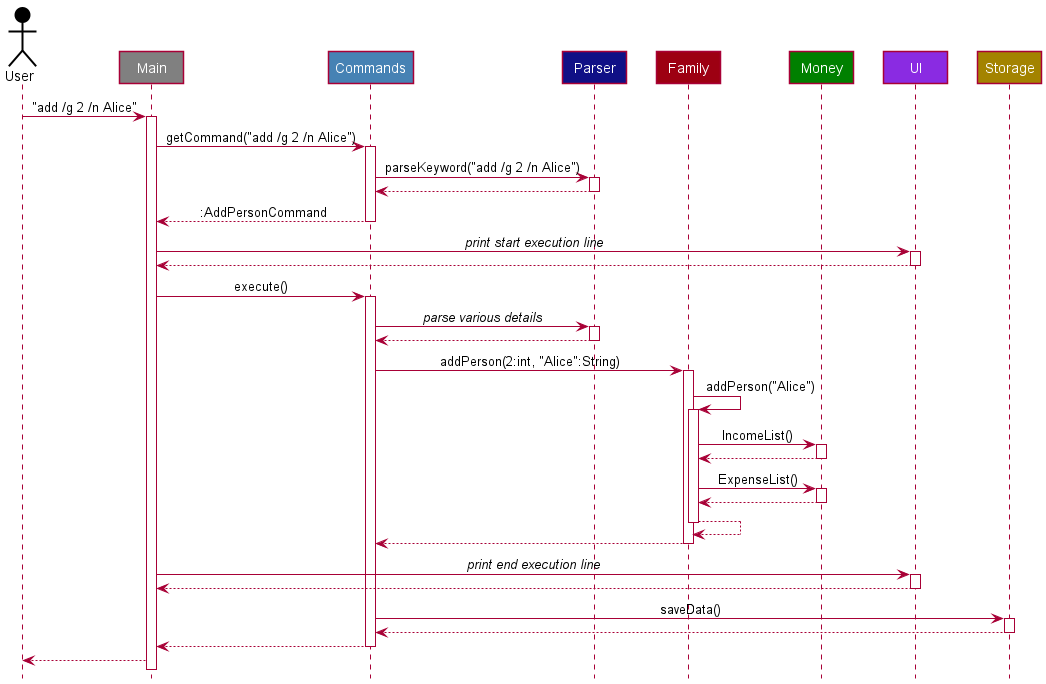 User
Main
Commands
Parser
Family
Money
UI
Storage
"add /g 2 /n Alice"
getCommand("add /g 2 /n Alice")
parseKeyword("add /g 2 /n Alice")
:AddPersonCommand
print start execution line
execute()
parse various details
addPerson(2:int, "Alice":String)
addPerson("Alice")
IncomeList()
ExpenseList()
print end execution line
saveData()